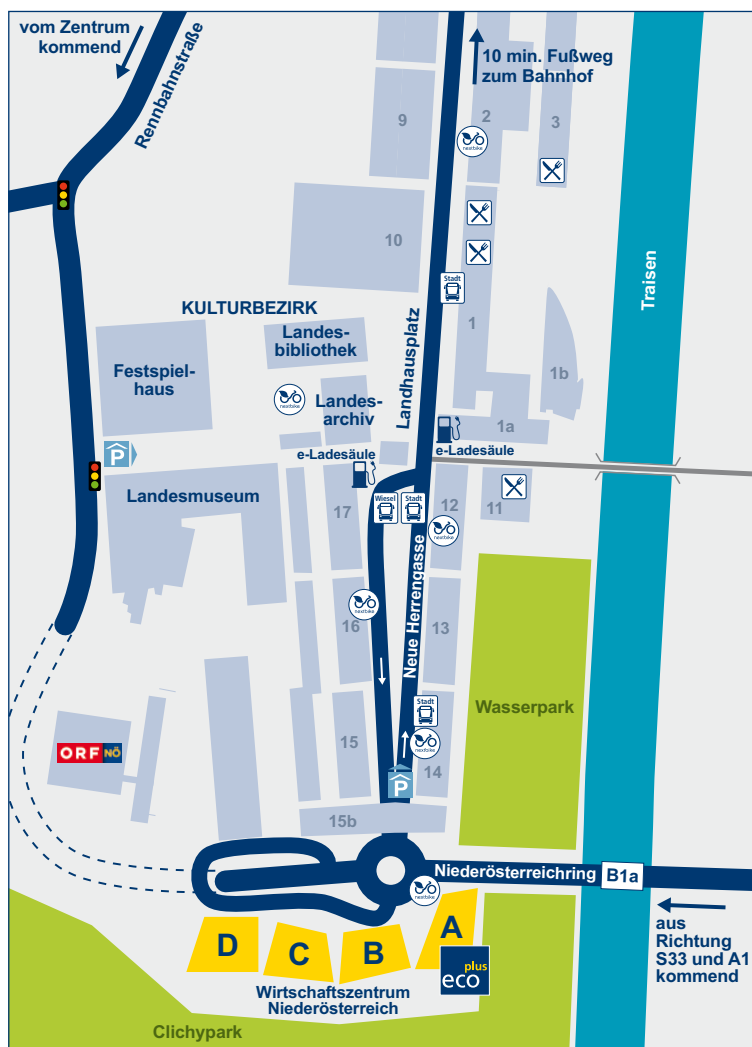 vom Zentrum
kommend
Rennbahnstraße
10 min. Fußweg
zum Bahnhof
9
2
3
nextbike
10
Stadt
Traisen
KULTURBEZIRK
Landes-
bibliothek
Landhausplatz
1
1b
Festspiel-
haus
nextbike
Landes-
archiv
1a
e-Ladesäule
e-Ladesäule
P
Landesmuseum
17
Wiesel
Stadt
12
11
nextbike
nextbike
16
Neue Herrengasse
13
Stadt
Wasserpark
ORF NÖ
15
nextbike
14
P
15b
Niederösterreichring
B1a
nextbike
D
C
B
A
eco plus
aus
Richtung
S33 und A1
kommend
Wirtschaftszentrum
Niederösterreich
Clichypark